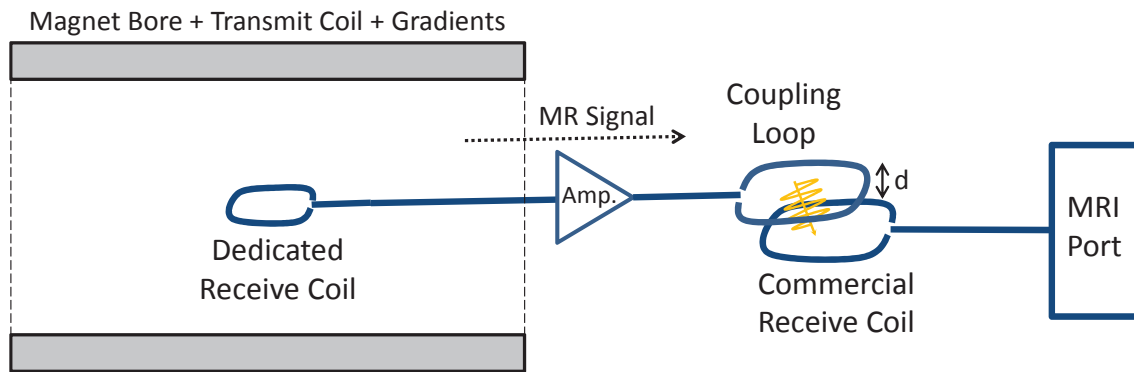 Magnet Bore + Transmit Coil + Gradients
MR Signal
Coupling
Loop
d
Amp.
MRI
Port
Dedicated
Receive Coil
Commercial
Receive Coil